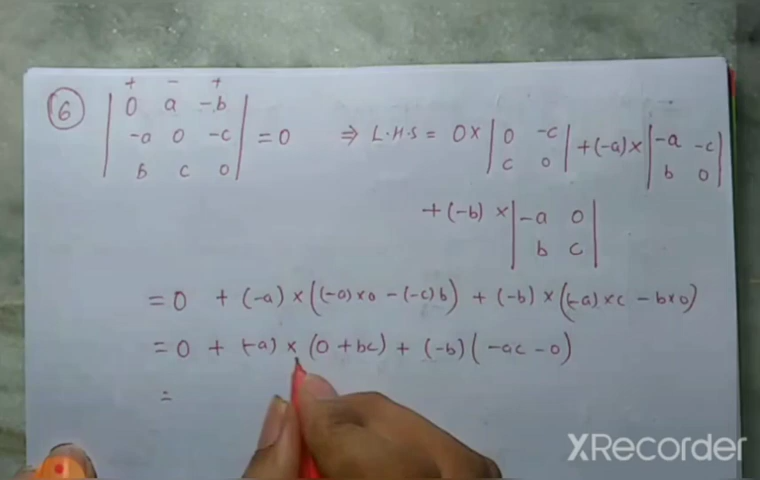 + - +
6 | 0 a -b |
| -a 0 -c | = 0 ⇒ L.H.S = 0 × | 0 -c | + (-a) × | -a -c |
| b c 0 | | c 0 | | b 0 |
+ (-b) × | -a 0 |
| b c |
= 0 + (-a) × ((-a) × 0 - (-c) b) + (-b) × ((-a) × c - b × 0)
= 0 + (-a) × (0 + bc) + (-b) (-ac - 0)
=
XRecorder